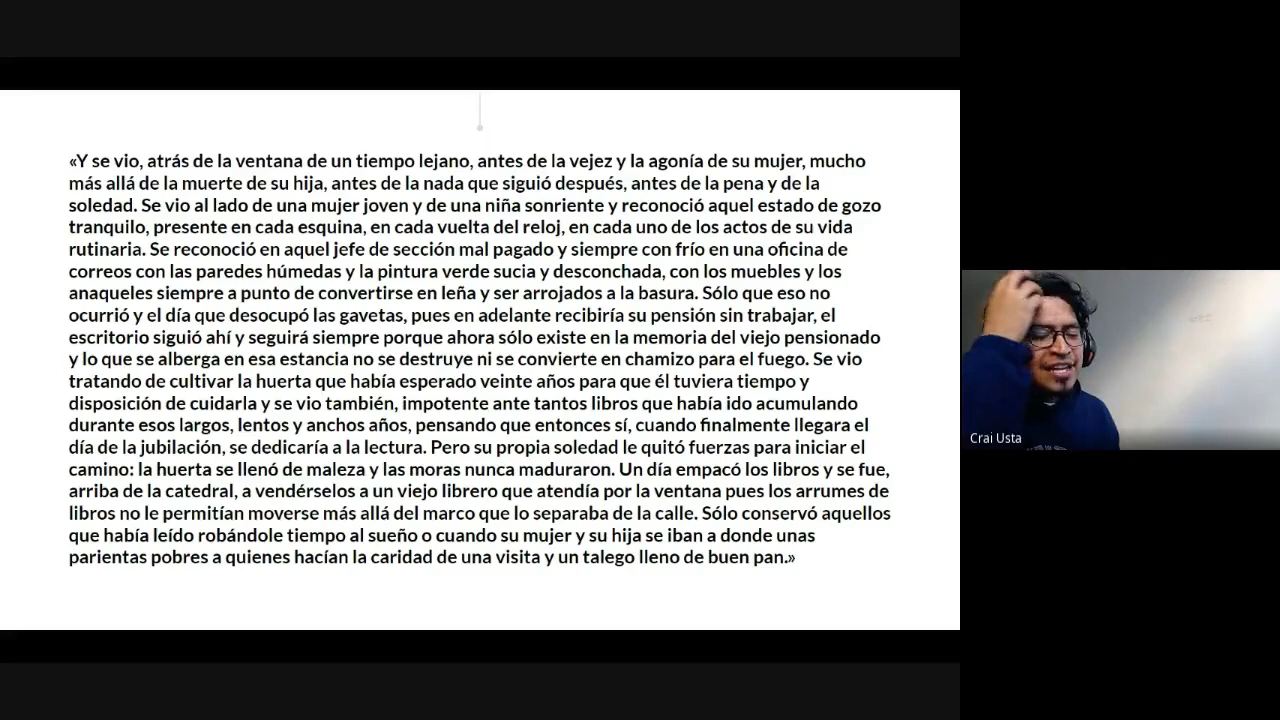 «Y se vio, atrás de la ventana de un tiempo lejano, antes de la vejez y la agonía de su mujer, mucho
más allá de la muerte de su hija, antes de la nada que siguió después, antes de la pena y de la
soledad. Se vio al lado de una mujer joven y de una niña sonriente y reconoció aquel estado de gozo
tranquilo, presente en cada esquina, en cada vuelta del reloj, en cada uno de los actos de su vida
rutinaria. Se reconoció en aquel jefe de sección mal pagado y siempre con frío en una oficina de
correos con las paredes húmedas y la pintura verde sucia y desconchada, con los muebles y los
anaqueles siempre a punto de convertirse en leña y ser arrojados a la basura. Sólo que eso no
ocurrió y el día que desocupó las gavetas, pues en adelante recibiría su pensión sin trabajar, el
escritorio siguió ahí y seguirá siempre porque ahora sólo existe en la memoria del viejo pensionado
y lo que se alberga en esa estancia no se destruye ni se convierte en chamizo para el fuego. Se vio
tratando de cultivar la huerta que había esperado veinte años para que él tuviera tiempo y
disposición de cuidarla y se vio también, impotente ante tantos libros que había ido acumulando
durante esos largos, lentos y anchos años, pensando que entonces sí, cuando finalmente llegara el
día de la jubilación, se dedicaría a la lectura. Pero su propia soledad le quitó fuerzas para iniciar el
camino: la huerta se llenó de maleza y las moras nunca maduraron. Un día empacó los libros y se fue,
arriba de la catedral, a vendérselos a un viejo librero que atendía por la ventana pues los arrumes de
libros no le permitían moverse más allá del marco que lo separaba de la calle. Sólo conservó aquellos
que había leído robándole tiempo al sueño o cuando su mujer y su hija se iban a donde unas
parientas pobres a quienes hacían la caridad de una visita y un talego lleno de buen pan.»
Crai Usta